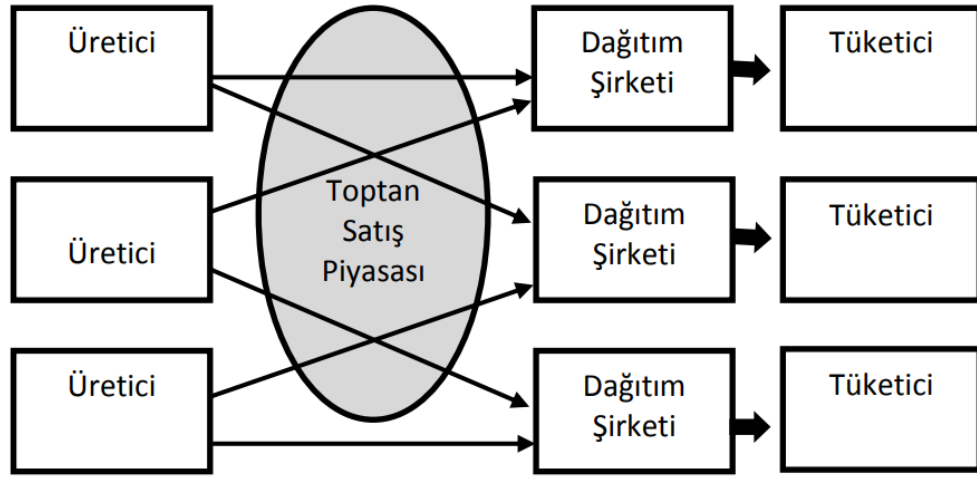 Üretici
Dağıtım
Şirketi
Tüketici
Üretici
Toptan
Satış
Piyasası
Dağıtım
Şirketi
Tüketici
Üretici
Dağıtım
Şirketi
Tüketici